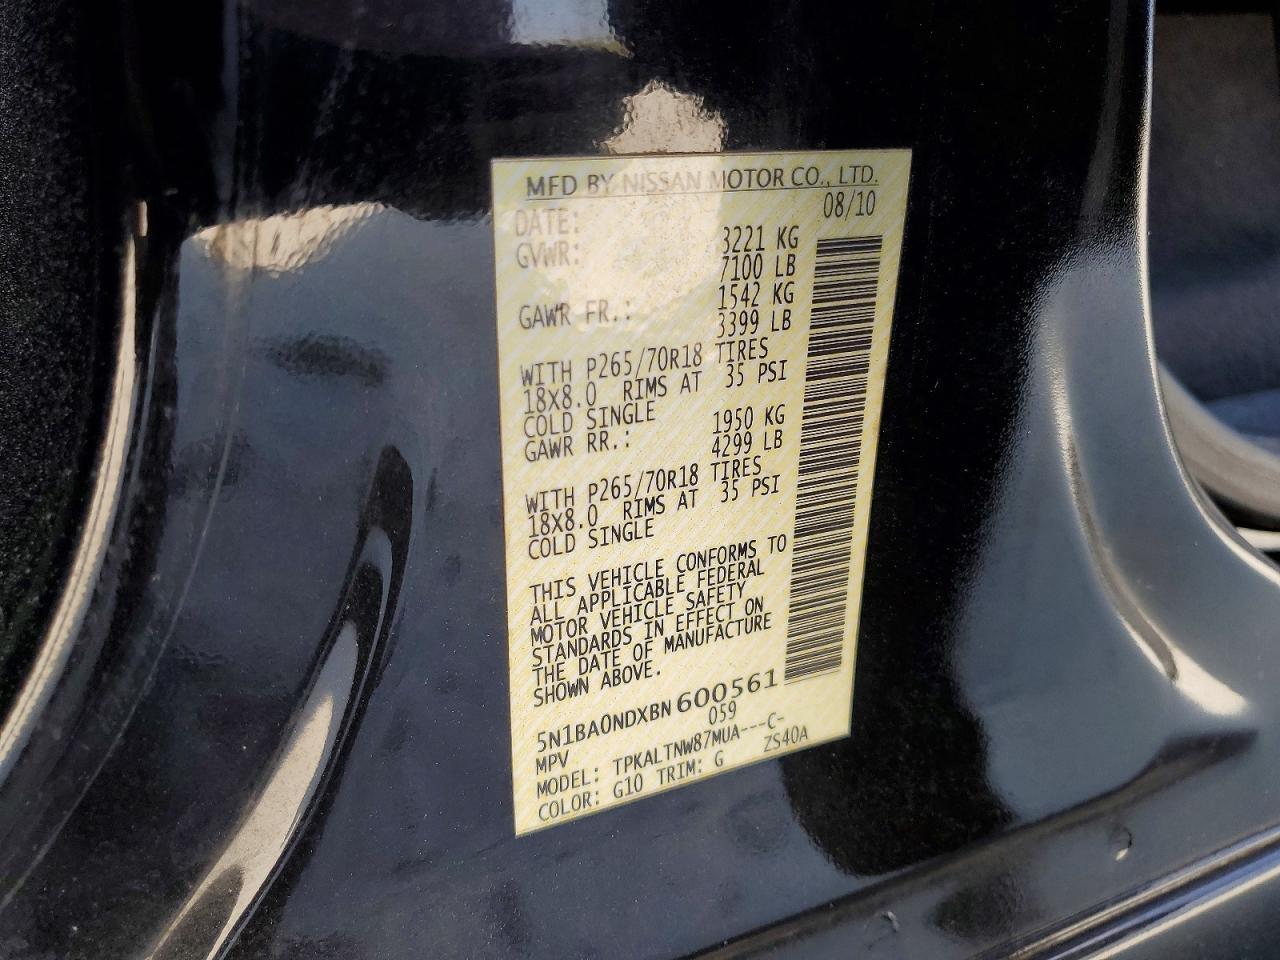 MFD BY NISSAN MOTOR CO., LTD.
DATE: 08/10
GVWR: 3221 KG
7100 LB
GAWR FR.: 1542 KG
3399 LB
WITH P265/70R18 TIRES
18X8.0 RIMS AT 35 PSI
COLD SINGLE
GAWR RR.: 1950 KG
4299 LB
WITH P265/70R18 TIRES
18X8.0 RIMS AT 35 PSI
COLD SINGLE
THIS VEHICLE CONFORMS TO
ALL APPLICABLE FEDERAL
MOTOR VEHICLE SAFETY
STANDARDS IN EFFECT ON
THE DATE OF MANUFACTURE
SHOWN ABOVE.
5N1BA0NDXBN600561
MPV 059
MODEL: TPKALTNW87MUA---C-
COLOR: G10 TRIM: G ZS40A